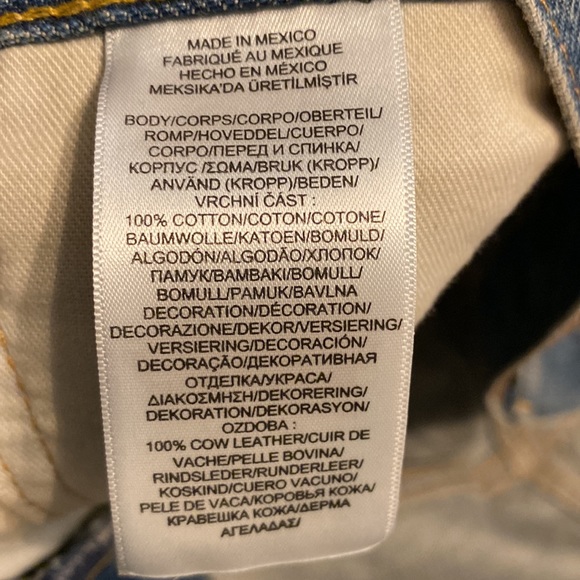 MADE IN MEXICO
FABRIQUÉ AU MEXIQUE
HECHO EN MÉXICO
MEKSIKA'DA ÜRETİLMİŞTİR
BODY/CORPS/CORPO/OBERTEIL/
ROMP/HOVEDDEL/CUERPO/
CORPO/ПЕРЕД И СПИНКА/
КОРПУС /ΣΩΜΑ/BRUK (KROPP)/
ANVÄND (KROPP)/BEDEN/
VRCHNÍ ČÁST :
100% COTTON/COTON/COTONE/
BAUMWOLLE/KATOEN/BOMULD/
ALGODÓN/ALGODÃO/ХЛОПОК/
ПАМУК/ΒΑΜΒΑΚΙ/BOMULL/
BOMULL/PAMUK/BAVLNA
DECORATION/DÉCORATION/
DECORAZIONE/DEKOR/VERSIERING/
VERSIERING/DECORACIÓN/
DECORAÇÃO/ДЕКОРАТИВНАЯ
ОТДЕЛКА/УКРАСА/
ΔΙΑΚΟΣΜΗΣΗ/DEKORERING/
DEKORATION/DEKORASYON/
OZDOBA :
100% COW LEATHER/CUIR DE
VACHE/PELLE BOVINA/
RINDSLEDER/RUNDERLEER/
KOSKIND/CUERO VACUNO/
PELE DE VACA/КОРОВЬЯ КОЖА/
КРАВЕШКА КОЖА/ΔΕΡΜΑ
ΑΓΕΛΑΔΑΣ/